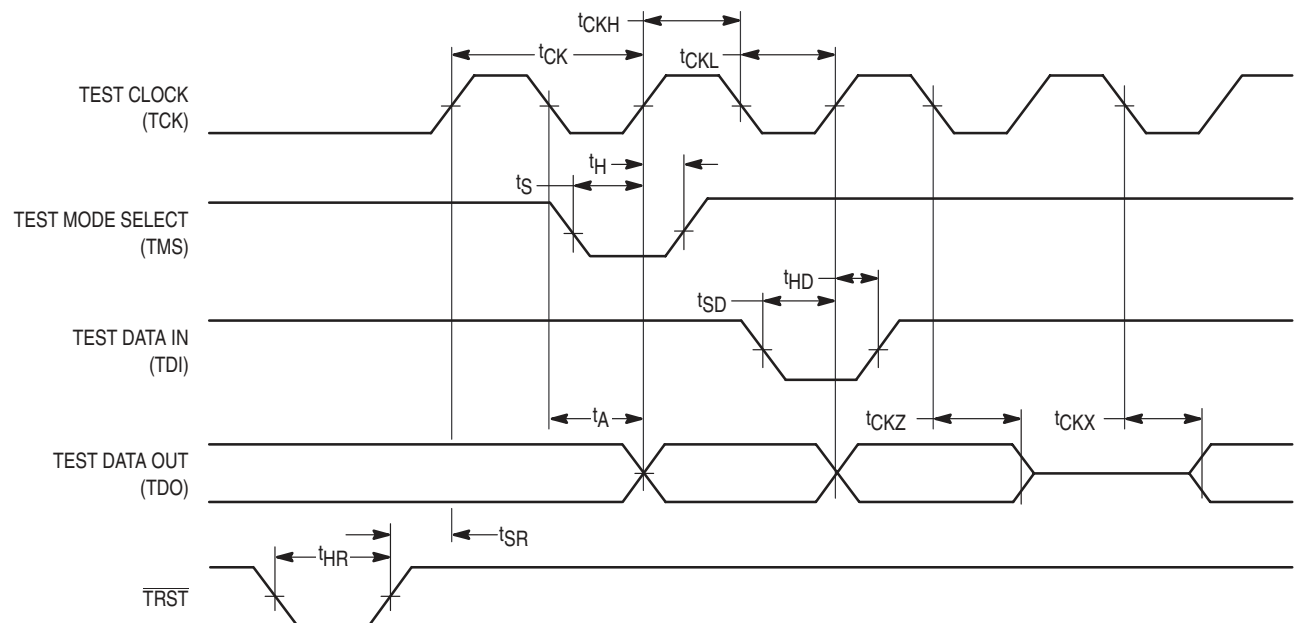 tCKH
tCK
tCKL
TEST CLOCK
(TCK)
tH
tS
TEST MODE SELECT
(TMS)
tHD
tSD
TEST DATA IN
(TDI)
tA
tCKZ
tCKX
TEST DATA OUT
(TDO)
tSR
tHR
TRST